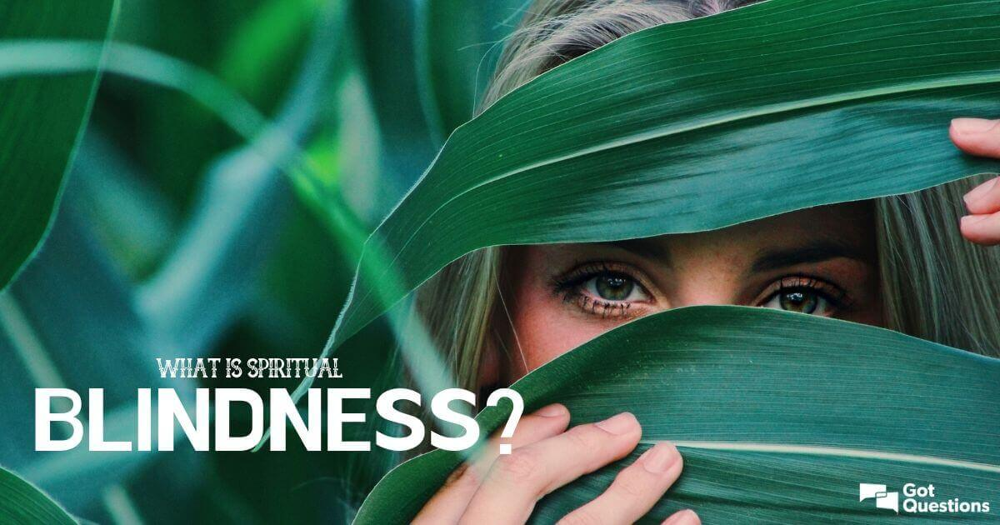 WHAT IS SPIRITUAL
BLINDNESS?
Got
Questions